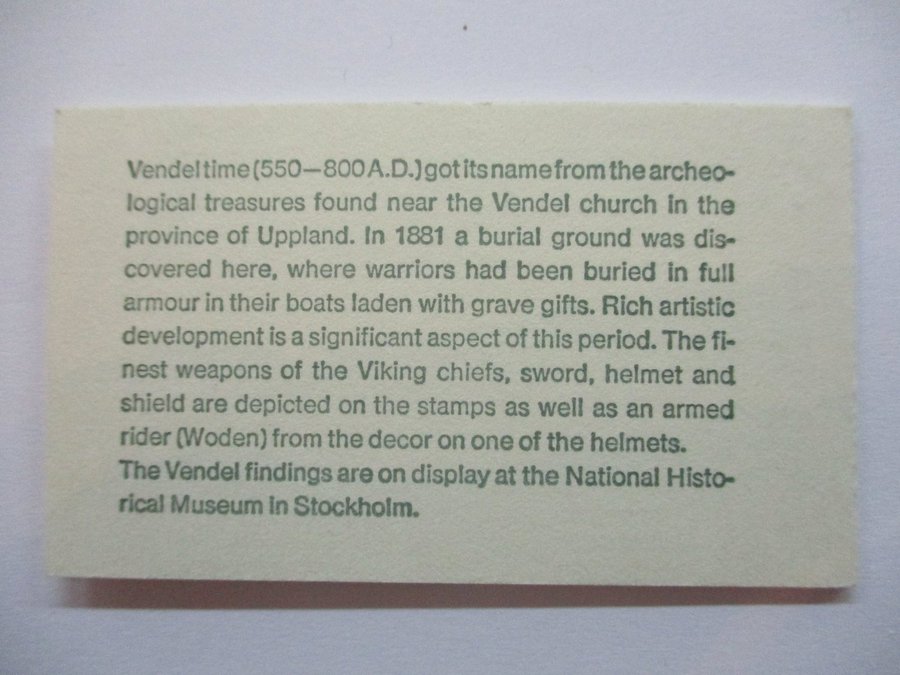 Vendel time (550—800 A.D.) got its name from the archeo-
logical treasures found near the Vendel church in the
province of Uppland. In 1881 a burial ground was dis-
covered here, where warriors had been buried in full
armour in their boats laden with grave gifts. Rich artistic
development is a significant aspect of this period. The fi-
nest weapons of the Viking chiefs, sword, helmet and
shield are depicted on the stamps as well as an armed
rider (Woden) from the decor on one of the helmets.
The Vendel findings are on display at the National Histo-
rical Museum in Stockholm.